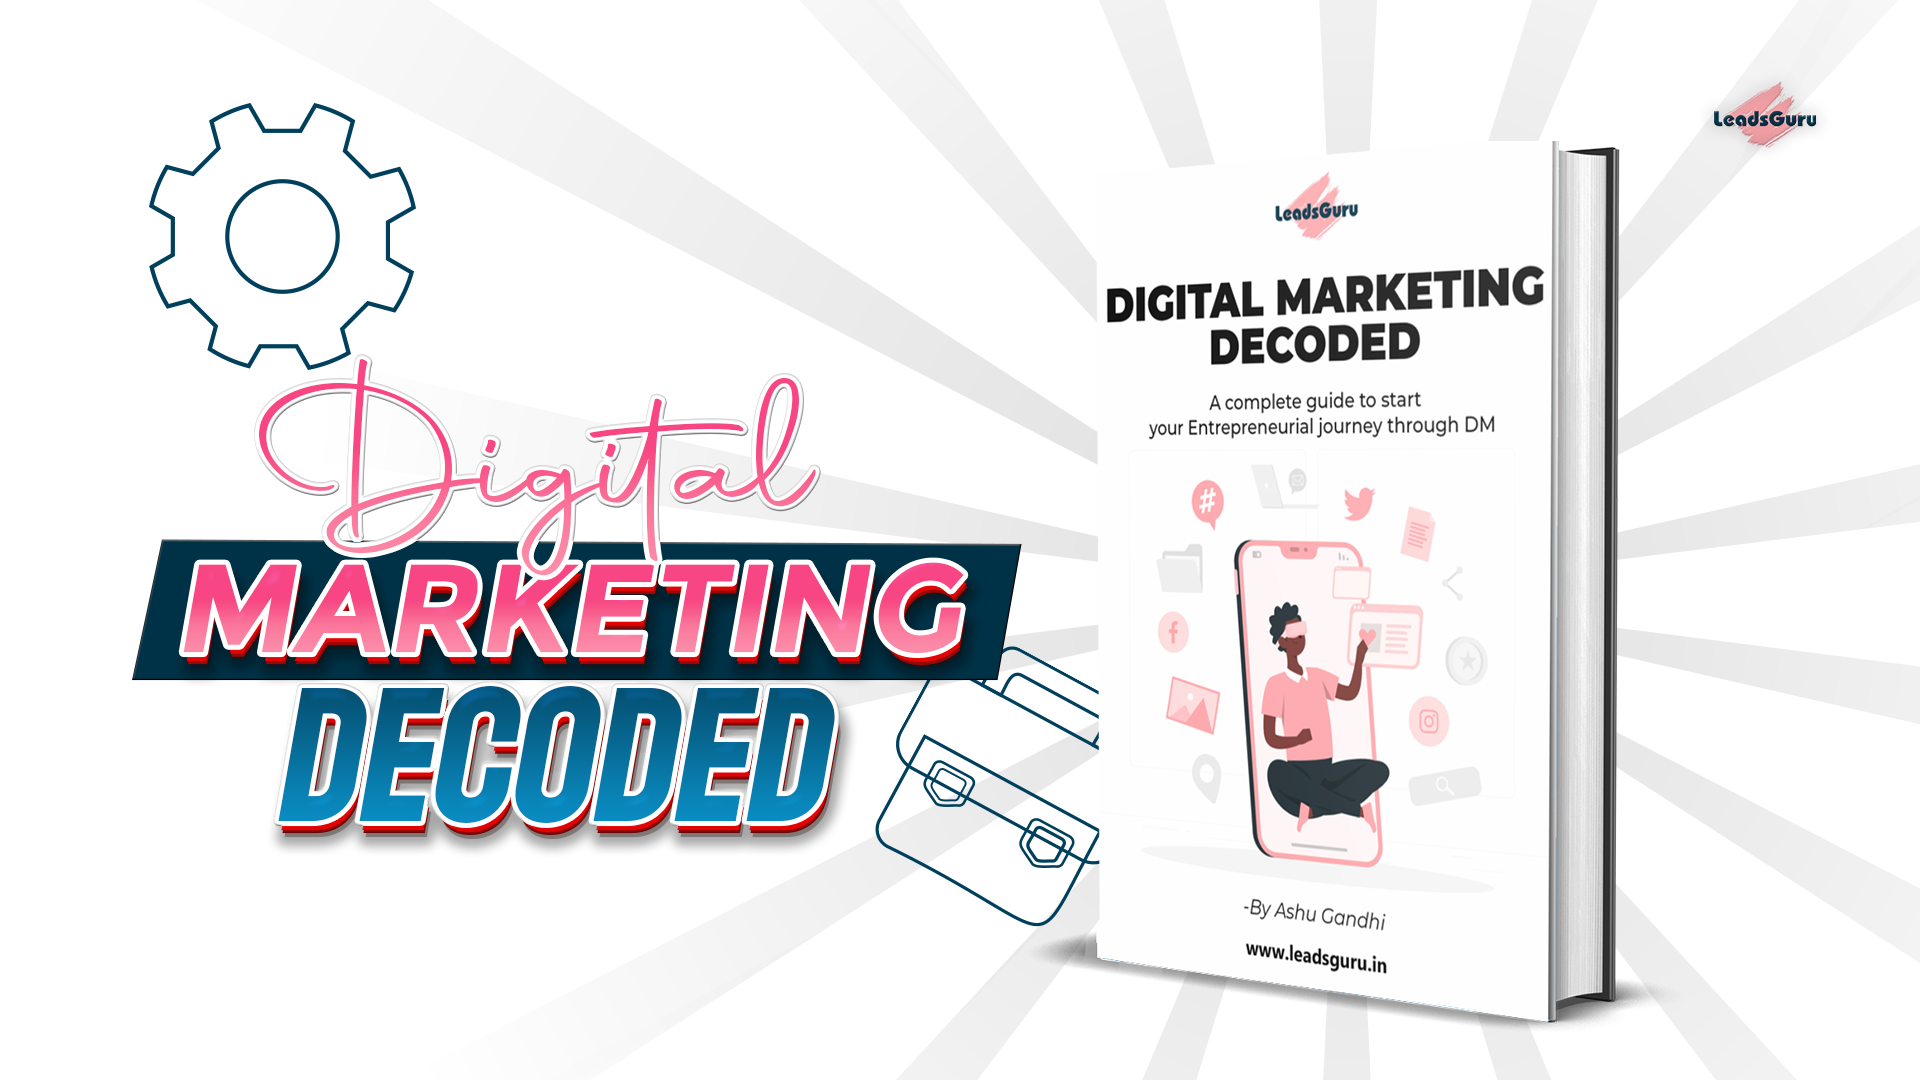 Digital
MARKETING
DECODED
LeadsGuru
LeadsGuru
DIGITAL MARKETING
DECODED
A complete guide to start
your Entrepreneurial journey through DM
#
f
-By Ashu Gandhi
www.leadsguru.in